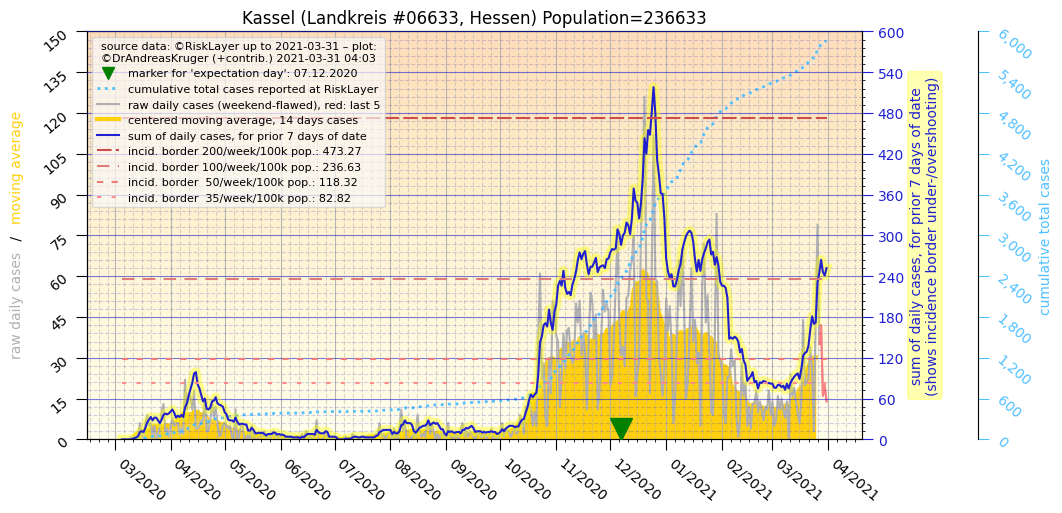 Kassel (Landkreis #06633, Hessen) Population=236633
source data: ©RiskLayer up to 2021-03-31 – plot:
©DrAndreasKruger (+contrib.) 2021-03-31 04:03
marker for 'expectation day': 07.12.2020
cumulative total cases reported at RiskLayer
raw daily cases (weekend-flawed), red: last 5
centered moving average, 14 days cases
sum of daily cases, for prior 7 days of date
incid. border 200/week/100k pop.: 473.27
incid. border 100/week/100k pop.: 236.63
incid. border  50/week/100k pop.: 118.32
incid. border  35/week/100k pop.: 82.82
raw daily cases / moving average
150
135
120
105
90
75
60
45
30
15
0
03/2020
04/2020
05/2020
06/2020
07/2020
08/2020
09/2020
10/2020
11/2020
12/2020
01/2021
02/2021
03/2021
04/2021
600
540
480
420
360
300
240
180
120
60
0
sum of daily cases, for prior 7 days of date
(shows incidence border under-/overshooting)
6,000
5,400
4,800
4,200
3,600
3,000
2,400
1,800
1,200
600
0
cumulative total cases